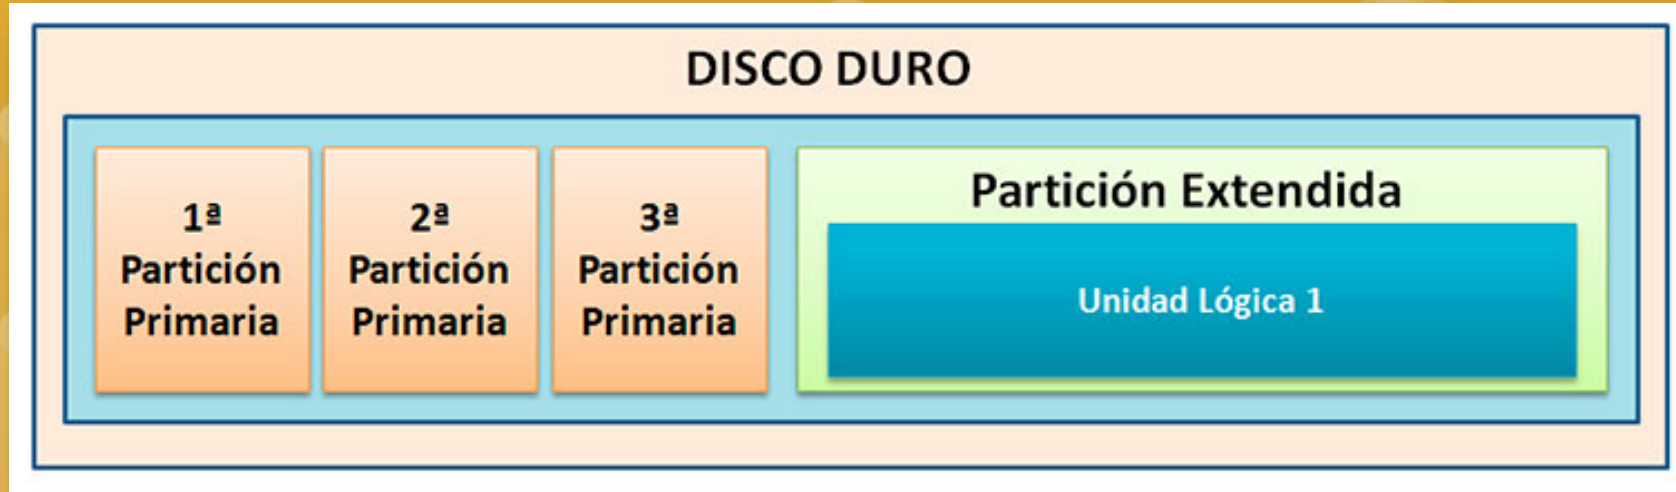 DISCO DURO
1ª
Partición
Primaria
2ª
Partición
Primaria
3ª
Partición
Primaria
Partición Extendida
Unidad Lógica 1